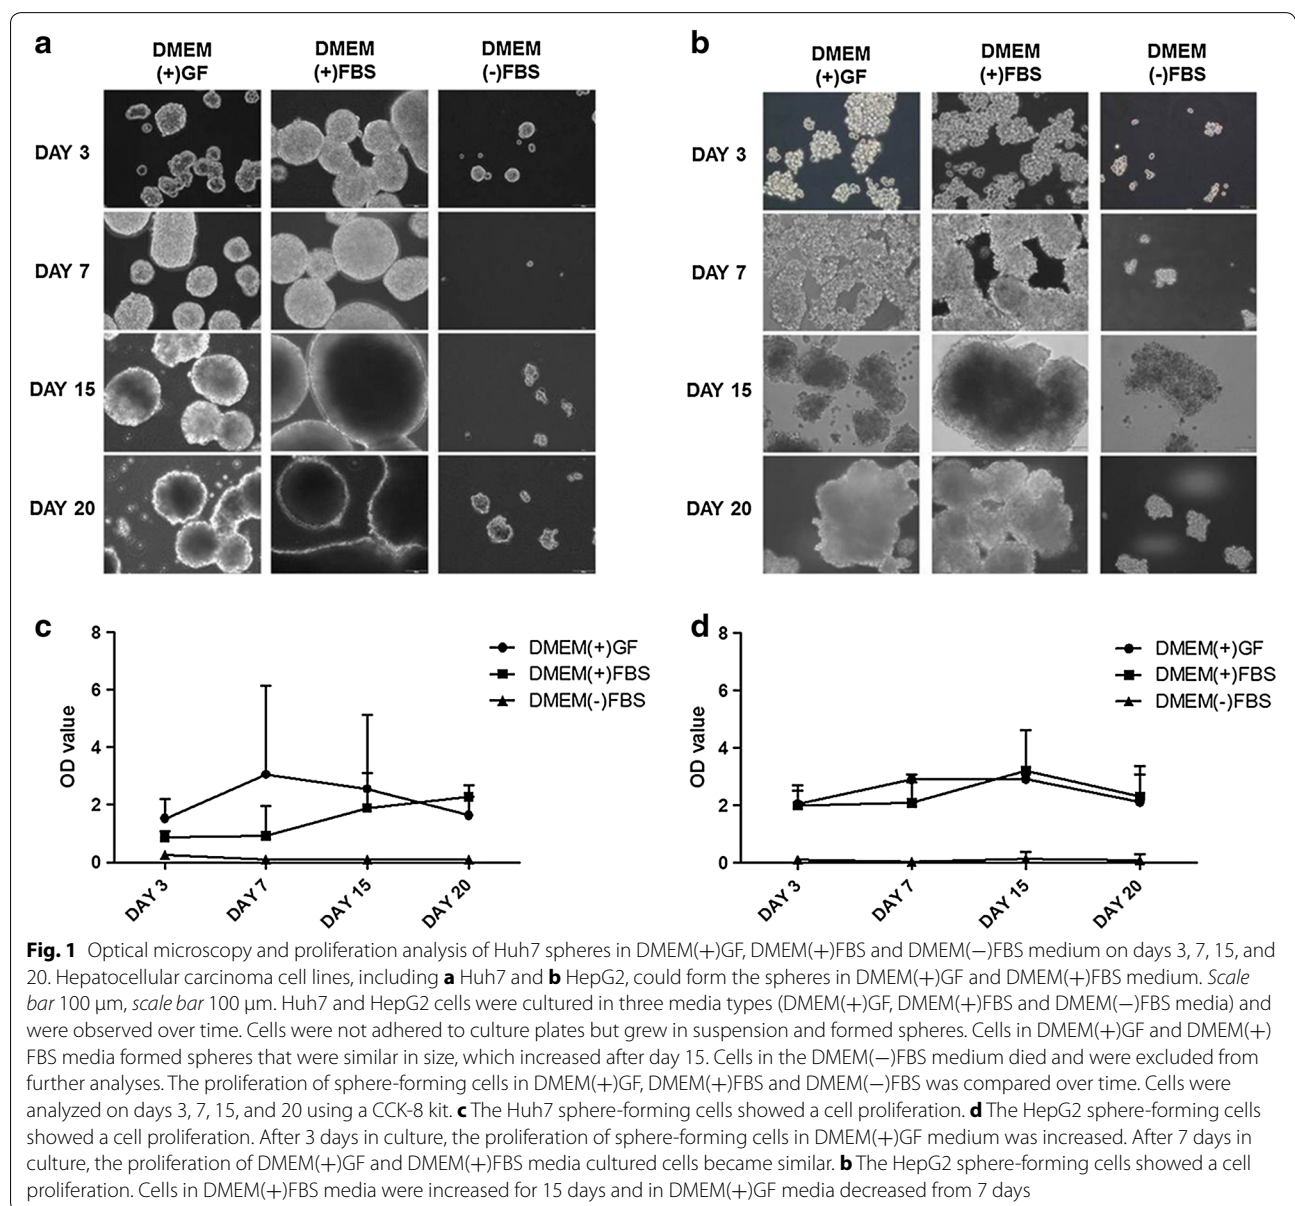 a
DMEM
(+)GF
DMEM
(+)FBS
DMEM
(-)FBS
DAY 3
DAY 7
DAY 15
DAY 20
b
DMEM
(+)GF
DMEM
(+)FBS
DMEM
(-)FBS
DAY 3
DAY 7
DAY 15
DAY 20
c
OD value
8
6
4
2
0
DAY 3
DAY 7
DAY 15
DAY 20
DMEM(+)GF
DMEM(+)FBS
DMEM(-)FBS
d
OD value
8
6
4
2
0
DAY 3
DAY 7
DAY 15
DAY 20
DMEM(+)GF
DMEM(+)FBS
DMEM(-)FBS
Fig. 1 Optical microscopy and proliferation analysis of Huh7 spheres in DMEM(+)GF, DMEM(+)FBS and DMEM(−)FBS medium on days 3, 7, 15, and
20. Hepatocellular carcinoma cell lines, including a Huh7 and b HepG2, could form the spheres in DMEM(+)GF and DMEM(+)FBS medium. Scale
bar 100 μm, scale bar 100 μm. Huh7 and HepG2 cells were cultured in three media types (DMEM(+)GF, DMEM(+)FBS and DMEM(−)FBS media) and
were observed over time. Cells were not adhered to culture plates but grew in suspension and formed spheres. Cells in DMEM(+)GF and DMEM(+)
FBS media formed spheres that were similar in size, which increased after day 15. Cells in the DMEM(−)FBS medium died and were excluded from
further analyses. The proliferation of sphere-forming cells in DMEM(+)GF, DMEM(+)FBS and DMEM(−)FBS was compared over time. Cells were
analyzed on days 3, 7, 15, and 20 using a CCK-8 kit. c The Huh7 sphere-forming cells showed a cell proliferation. d The HepG2 sphere-forming cells
showed a cell proliferation. After 3 days in culture, the proliferation of sphere-forming cells in DMEM(+)GF medium was increased. After 7 days in
culture, the proliferation of DMEM(+)GF and DMEM(+)FBS media cultured cells became similar. b The HepG2 sphere-forming cells showed a cell
proliferation. Cells in DMEM(+)FBS media were increased for 15 days and in DMEM(+)GF media decreased from 7 days